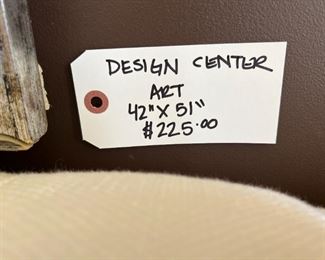 DESIGN CENTER
ART
42" X 51"
$225.00